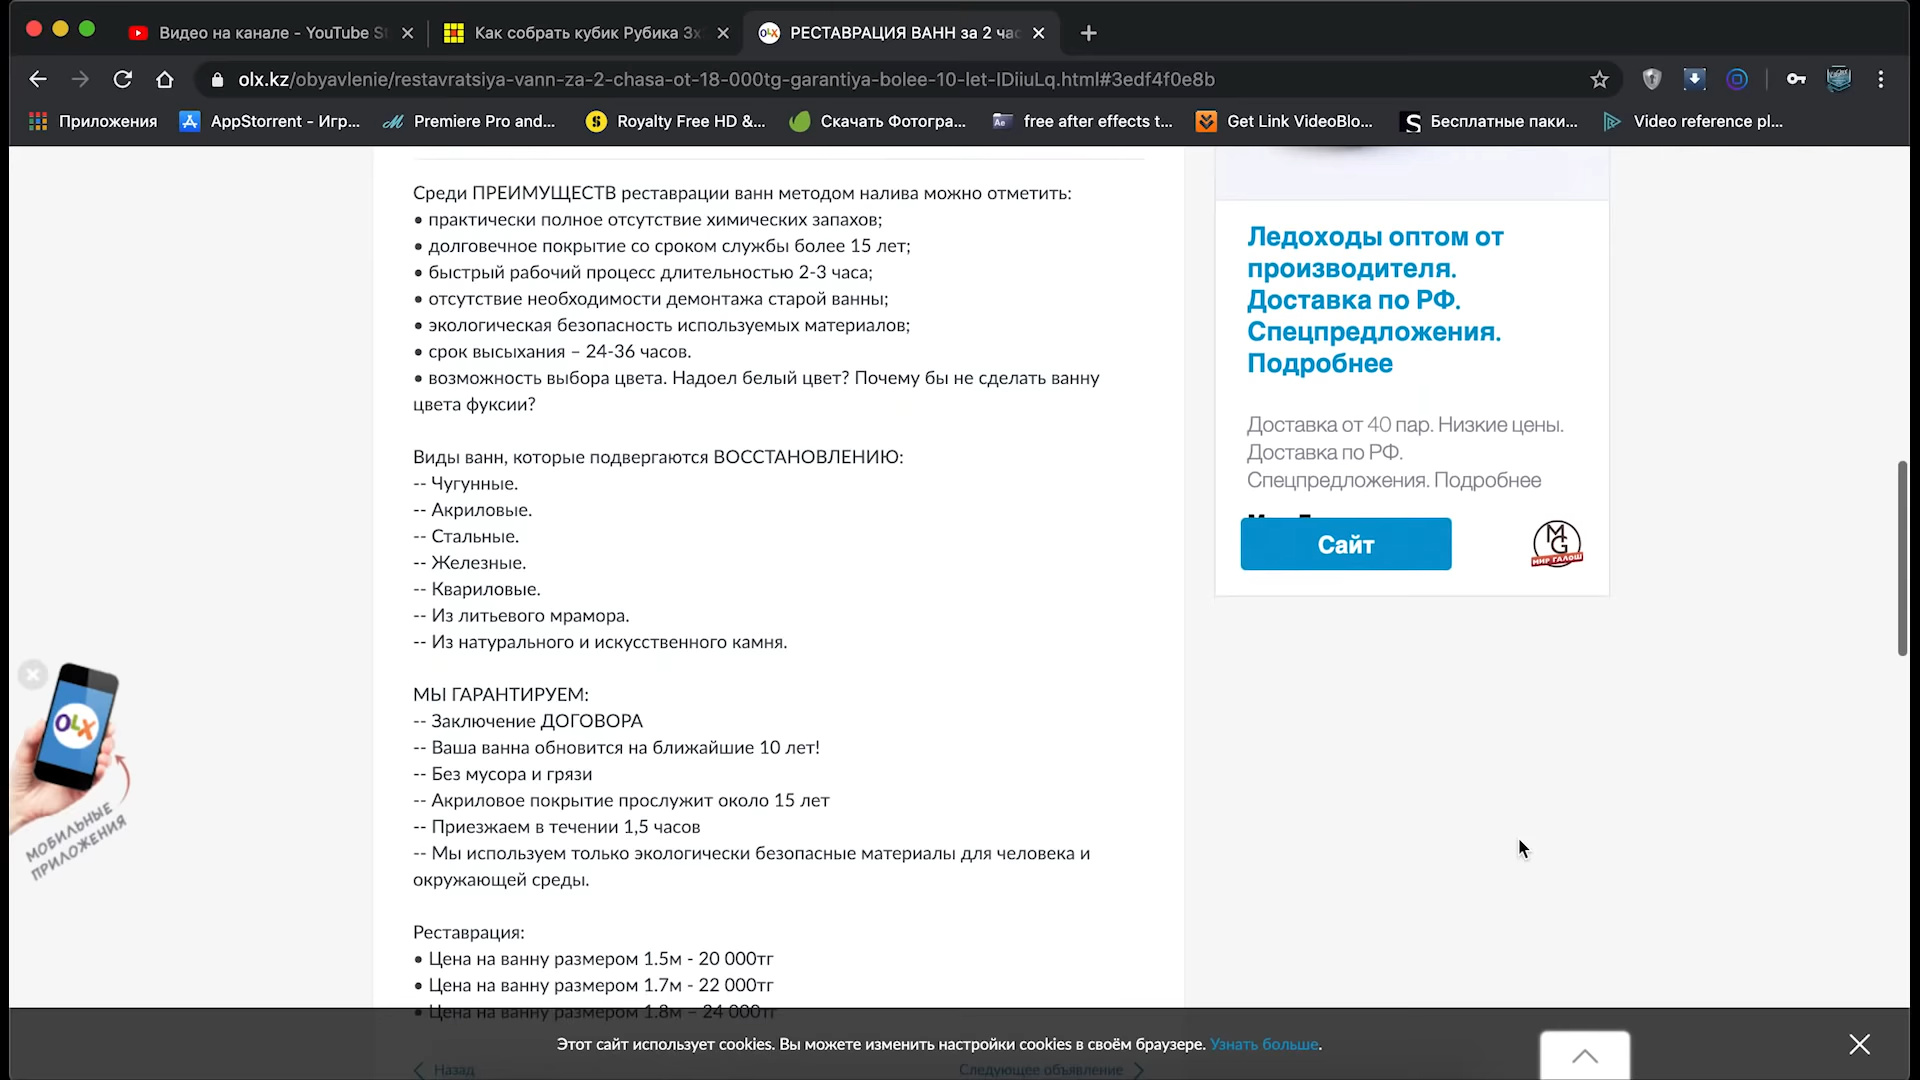 Видео на канале - YouTube S
Как собрать кубик Рубика 3х
РЕСТАВРАЦИЯ ВАНН за 2 час
olx.kz/obyavlenie/restavratsiya-vann-za-2-chasa-ot-18-000tg-garantiya-bolee-10-let-IDiiuLq.html#3edf4f0e8b
Приложения
AppStorrent - Игр...
Premiere Pro and...
Royalty Free HD &...
Скачать Фотогра...
free after effects t...
Get Link VideoBlo...
Бесплатные паки...
Video reference pl...
Среди ПРЕИМУЩЕСТВ реставрации ванн методом налива можно отметить:
• практически полное отсутствие химических запахов;
• долговечное покрытие со сроком службы более 15 лет;
• быстрый рабочий процесс длительностью 2-3 часа;
• отсутствие необходимости демонтажа старой ванны;
• экологическая безопасность используемых материалов;
• срок высыхания – 24-36 часов.
• возможность выбора цвета. Надоел белый цвет? Почему бы не сделать ванну
цвета фуксии?
Виды ванн, которые подвергаются ВОССТАНОВЛЕНИЮ:
-- Чугунные.
-- Акриловые.
-- Стальные.
-- Железные.
-- Квариловые.
-- Из литьевого мрамора.
-- Из натурального и искусственного камня.
МЫ ГАРАНТИРУЕМ:
-- Заключение ДОГОВОРА
-- Ваша ванна обновится на ближайшие 10 лет!
-- Без мусора и грязи
-- Акриловое покрытие прослужит около 15 лет
-- Приезжаем в течении 1,5 часов
-- Мы используем только экологически безопасные материалы для человека и
окружающей среды.
Реставрация:
• Цена на ванну размером 1.5м - 20 000тг
• Цена на ванну размером 1.7м - 22 000тг
• Цена на ванну размером 1.8м – 24 000тг
Ледоходы оптом от
производителя.
Доставка по РФ.
Спецпредложения.
Подробнее
Доставка от 40 пар. Низкие цены.
Доставка по РФ.
Спецпредложения. Подробнее
Сайт
MG
МИР ГАЛОШ
OLX
МОБИЛЬНЫЕ
ПРИЛОЖЕНИЯ
Этот сайт использует cookies. Вы можете изменить настройки cookies в своём браузере. Узнать больше.
Назад
Следующее объявление